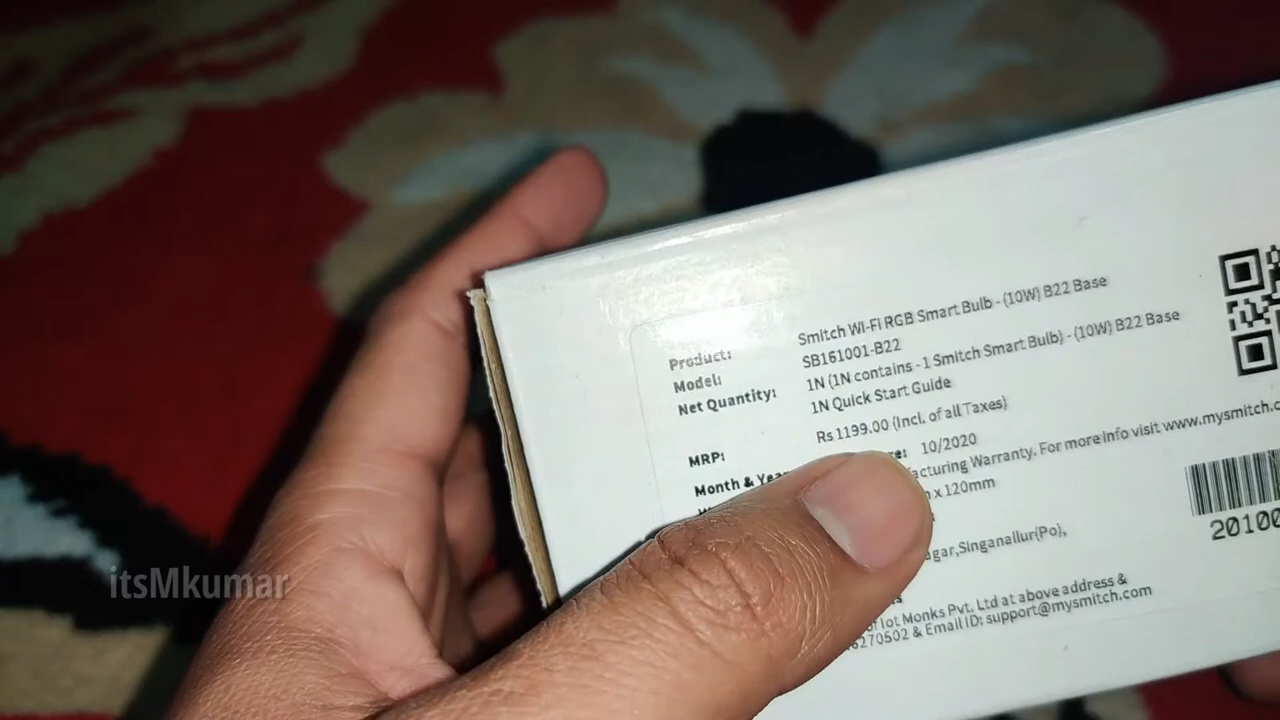 Product: Smitch WI-FI RGB Smart Bulb - (10W) B22 Base
Model: SB161001-B22
Net Quantity: 1N (1N contains - 1 Smitch Smart Bulb) - (10W) B22 Base
1N Quick Start Guide
MRP: Rs 1199.00 (Incl. of all Taxes)
Month & Year 10/2020
Warranty. For more Info visit www.mysmitch.c
x 120mm
Singanallur(Po),
Iot Monks Pvt. Ltd at above address &
6270502 & Email ID: support@mysmitch.com
20100
itsMkumar